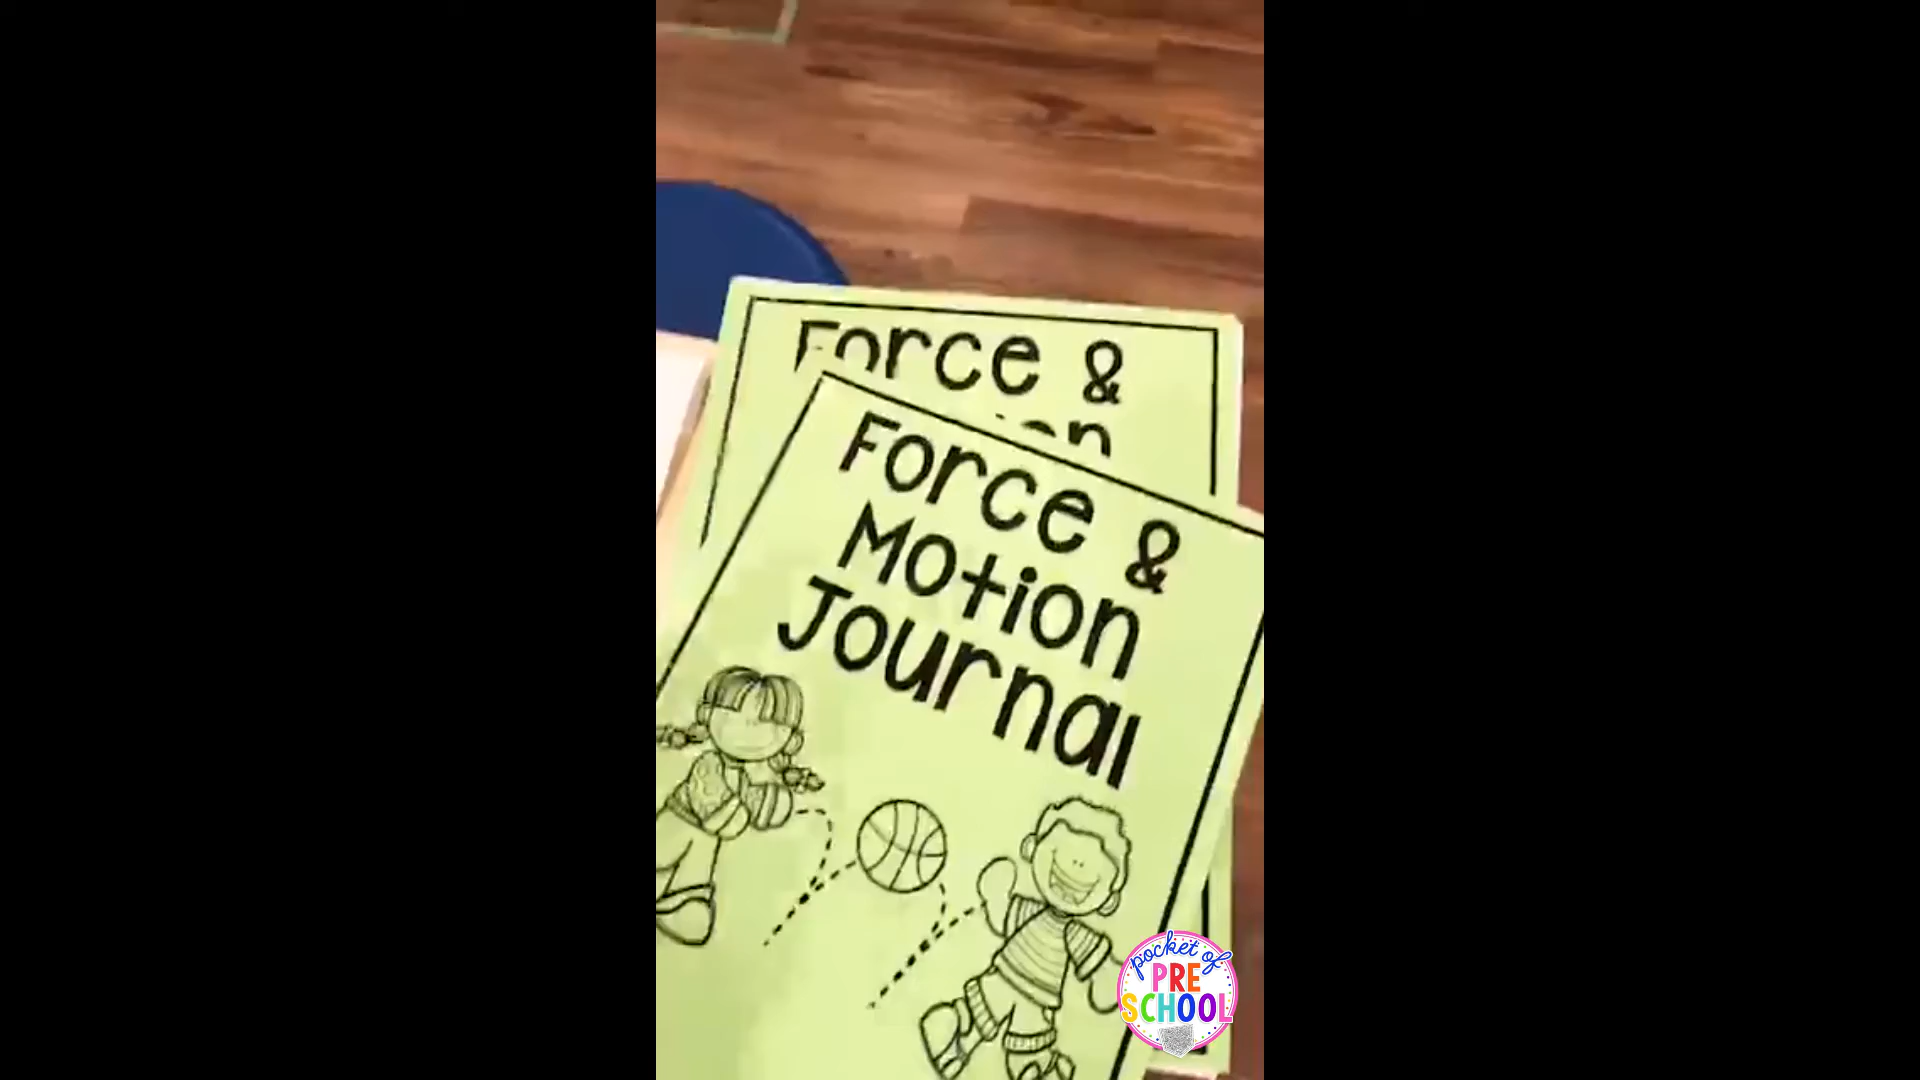 Force &
Force &
Motion
Journal
pocket of
PRE
SCHOOL